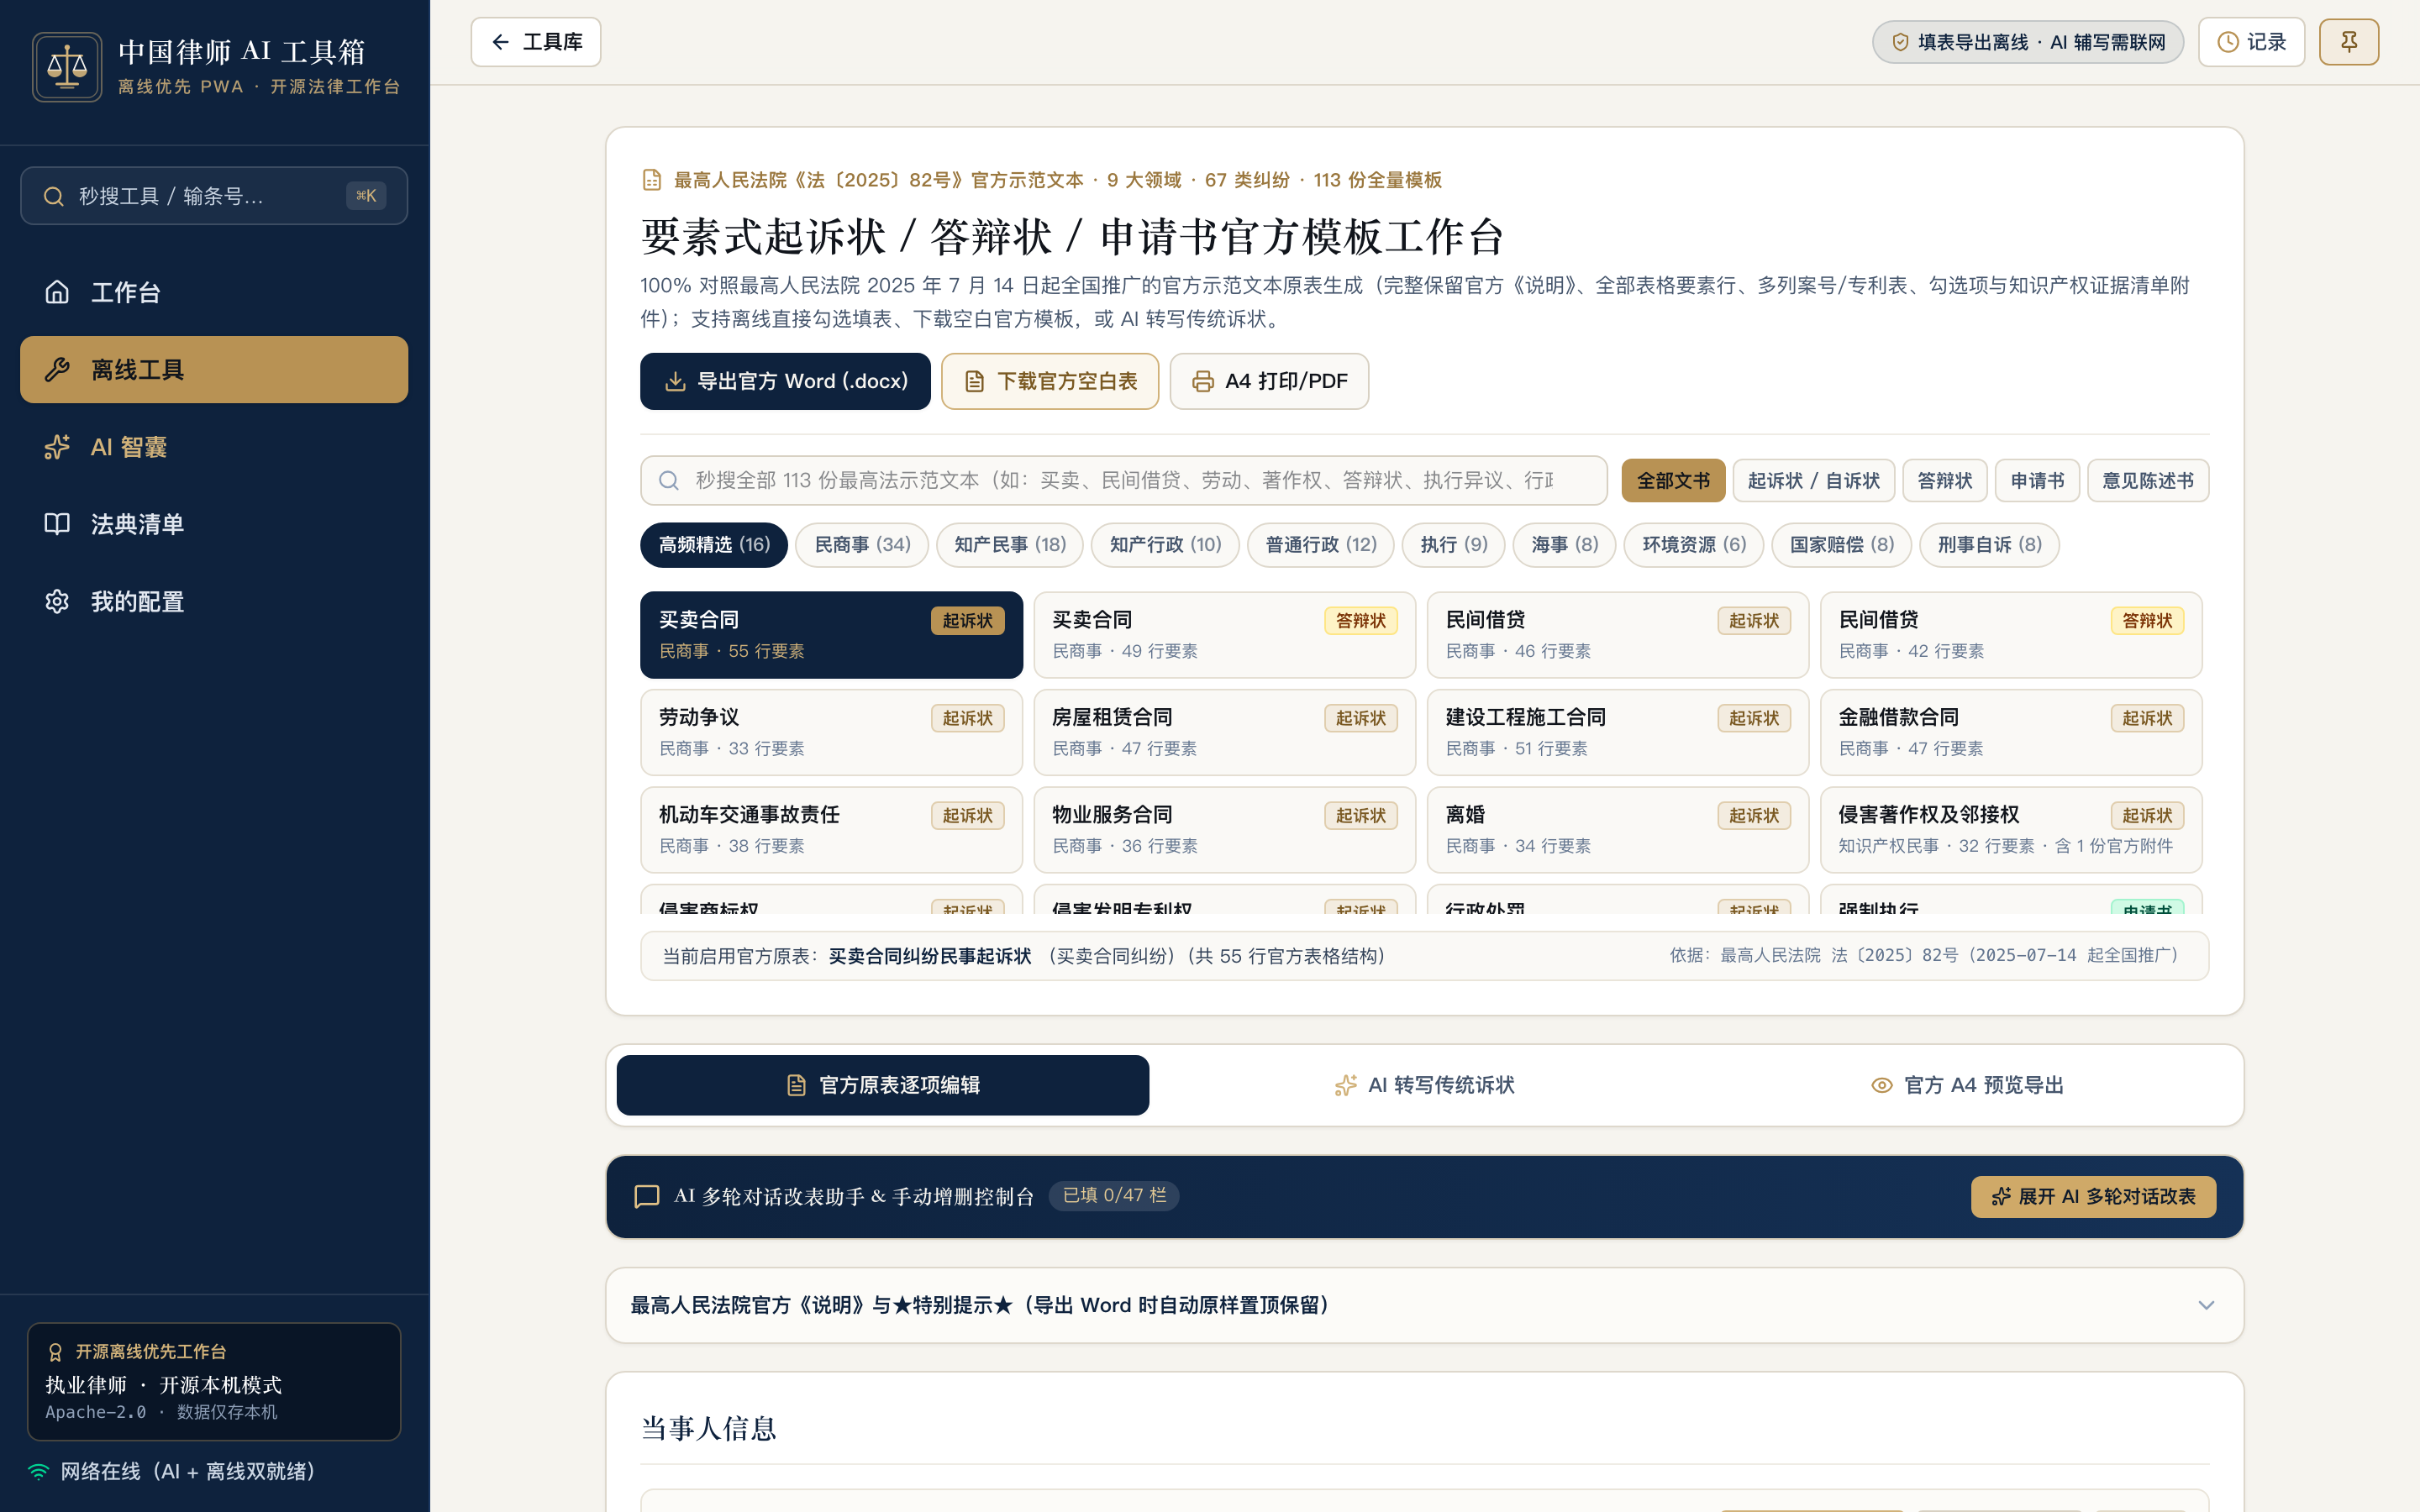 中国律师 AI 工具箱
离线优先 PWA · 开源法律工作台
秒搜工具 / 输条号... ⌘K
工作台
离线工具
AI 智囊
法典清单
我的配置
开源离线优先工作台
执业律师 · 开源本机模式
Apache-2.0 · 数据仅存本机
网络在线（AI + 离线双就绪）
工具库
填表导出离线 · AI 辅写需联网
记录
最高人民法院《法〔2025〕82号》官方示范文本 · 9 大领域 · 67 类纠纷 · 113 份全量模板
要素式起诉状 / 答辩状 / 申请书官方模板工作台
100% 对照最高人民法院 2025 年 7 月 14 日起全国推广的官方示范文本原表生成（完整保留官方《说明》、全部表格要素行、多列案号/专利表、勾选项与知识产权证据清单附
件）；支持离线直接勾选填表、下载空白官方模板，或 AI 转写传统诉状。
导出官方 Word (.docx)
下载官方空白表
A4 打印/PDF
秒搜全部 113 份最高法示范文本（如：买卖、民间借贷、劳动、著作权、答辩状、执行异议、行政
全部文书
起诉状 / 自诉状
答辩状
申请书
意见陈述书
高频精选 (16)
民商事 (34)
知产民事 (18)
知产行政 (10)
普通行政 (12)
执行 (9)
海事 (8)
环境资源 (6)
国家赔偿 (8)
刑事自诉 (8)
买卖合同 起诉状
民商事 · 55 行要素
买卖合同 答辩状
民商事 · 49 行要素
民间借贷 起诉状
民商事 · 46 行要素
民间借贷 答辩状
民商事 · 42 行要素
劳动争议 起诉状
民商事 · 33 行要素
房屋租赁合同 起诉状
民商事 · 47 行要素
建设工程施工合同 起诉状
民商事 · 51 行要素
金融借款合同 起诉状
民商事 · 47 行要素
机动车交通事故责任 起诉状
民商事 · 38 行要素
物业服务合同 起诉状
民商事 · 36 行要素
离婚 起诉状
民商事 · 34 行要素
侵害著作权及邻接权 起诉状
知识产权民事 · 32 行要素 · 含 1 份官方附件
侵害商标权 起诉状
侵害发明专利权 起诉状
行政处罚 起诉状
强制执行 申请书
当前启用官方原表：买卖合同纠纷民事起诉状 （买卖合同纠纷）（共 55 行官方表格结构）
依据：最高人民法院 法〔2025〕82号（2025-07-14 起全国推广）
官方原表逐项编辑
AI 转写传统诉状
官方 A4 预览导出
AI 多轮对话改表助手 & 手动增删控制台 已填 0/47 栏
展开 AI 多轮对话改表
最高人民法院官方《说明》与★特别提示★（导出 Word 时自动原样置顶保留）
当事人信息